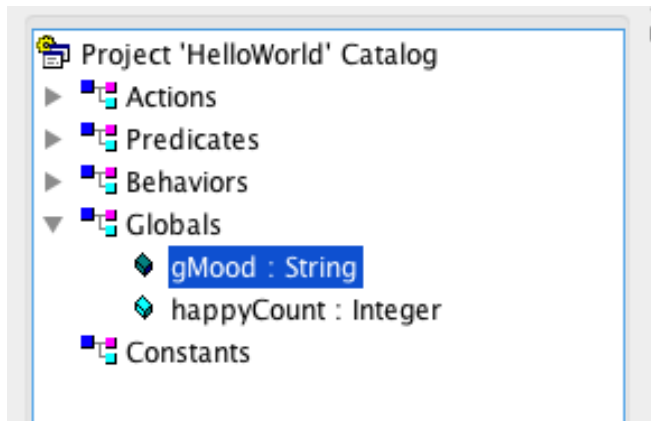 Project 'HelloWorld' Catalog
Actions
Predicates
Behaviors
Globals
gMood : String
happyCount : Integer
Constants